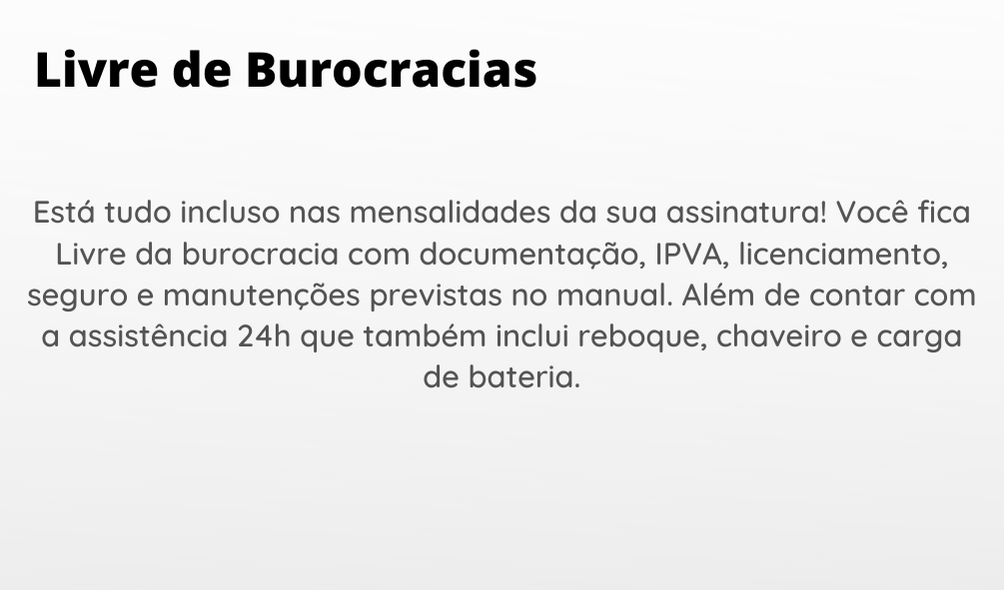 Livre de Burocracias
Está tudo incluso nas mensalidades da sua assinatura! Você fica
Livre da burocracia com documentação, IPVA, licenciamento,
seguro e manutenções previstas no manual. Além de contar com
a assistência 24h que também inclui reboque, chaveiro e carga
de bateria.